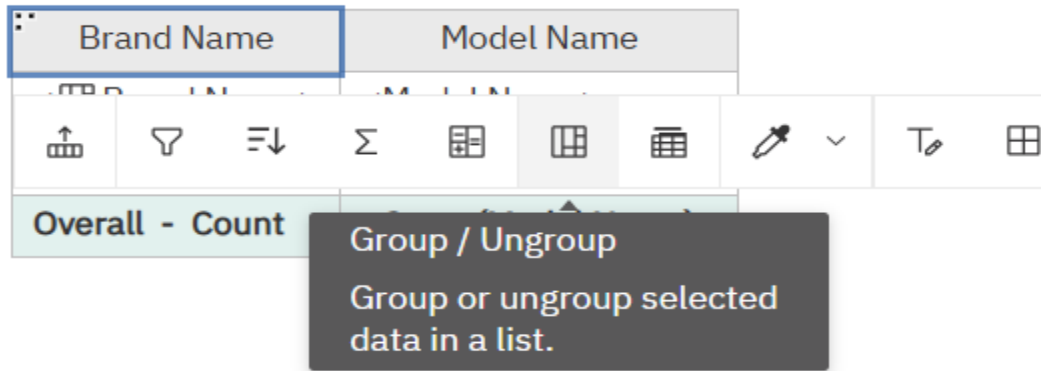 Brand Name
Model Name
Overall - Count
Group / Ungroup
Group or ungroup selected
data in a list.